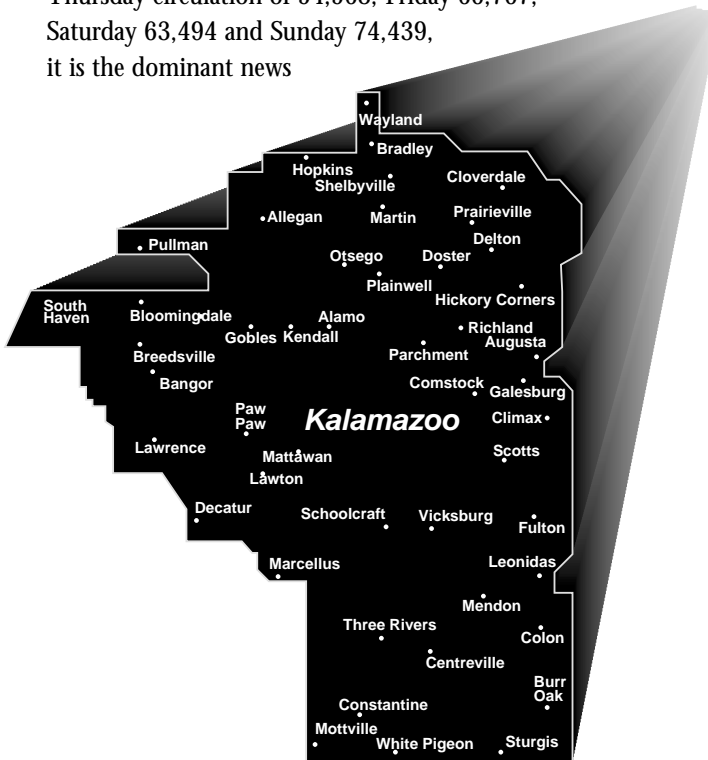 Saturday 63,494 and Sunday 74,439,
it is the dominant news
Wayland
Bradley
Hopkins
Shelbyville
Cloverdale
Allegan
Martin
Prairieville
Pullman
Delton
Otsego
Doster
Plainwell
Hickory Corners
South
Haven
Bloomingdale
Alamo
Gobles
Kendall
Richland
Augusta
Parchment
Breedsville
Bangor
Comstock
Galesburg
Paw
Paw
Kalamazoo
Climax
Lawrence
Mattawan
Scotts
Lawton
Decatur
Schoolcraft
Vicksburg
Fulton
Marcellus
Leonidas
Mendon
Three Rivers
Colon
Centreville
Burr
Oak
Constantine
Mottville
White Pigeon
Sturgis